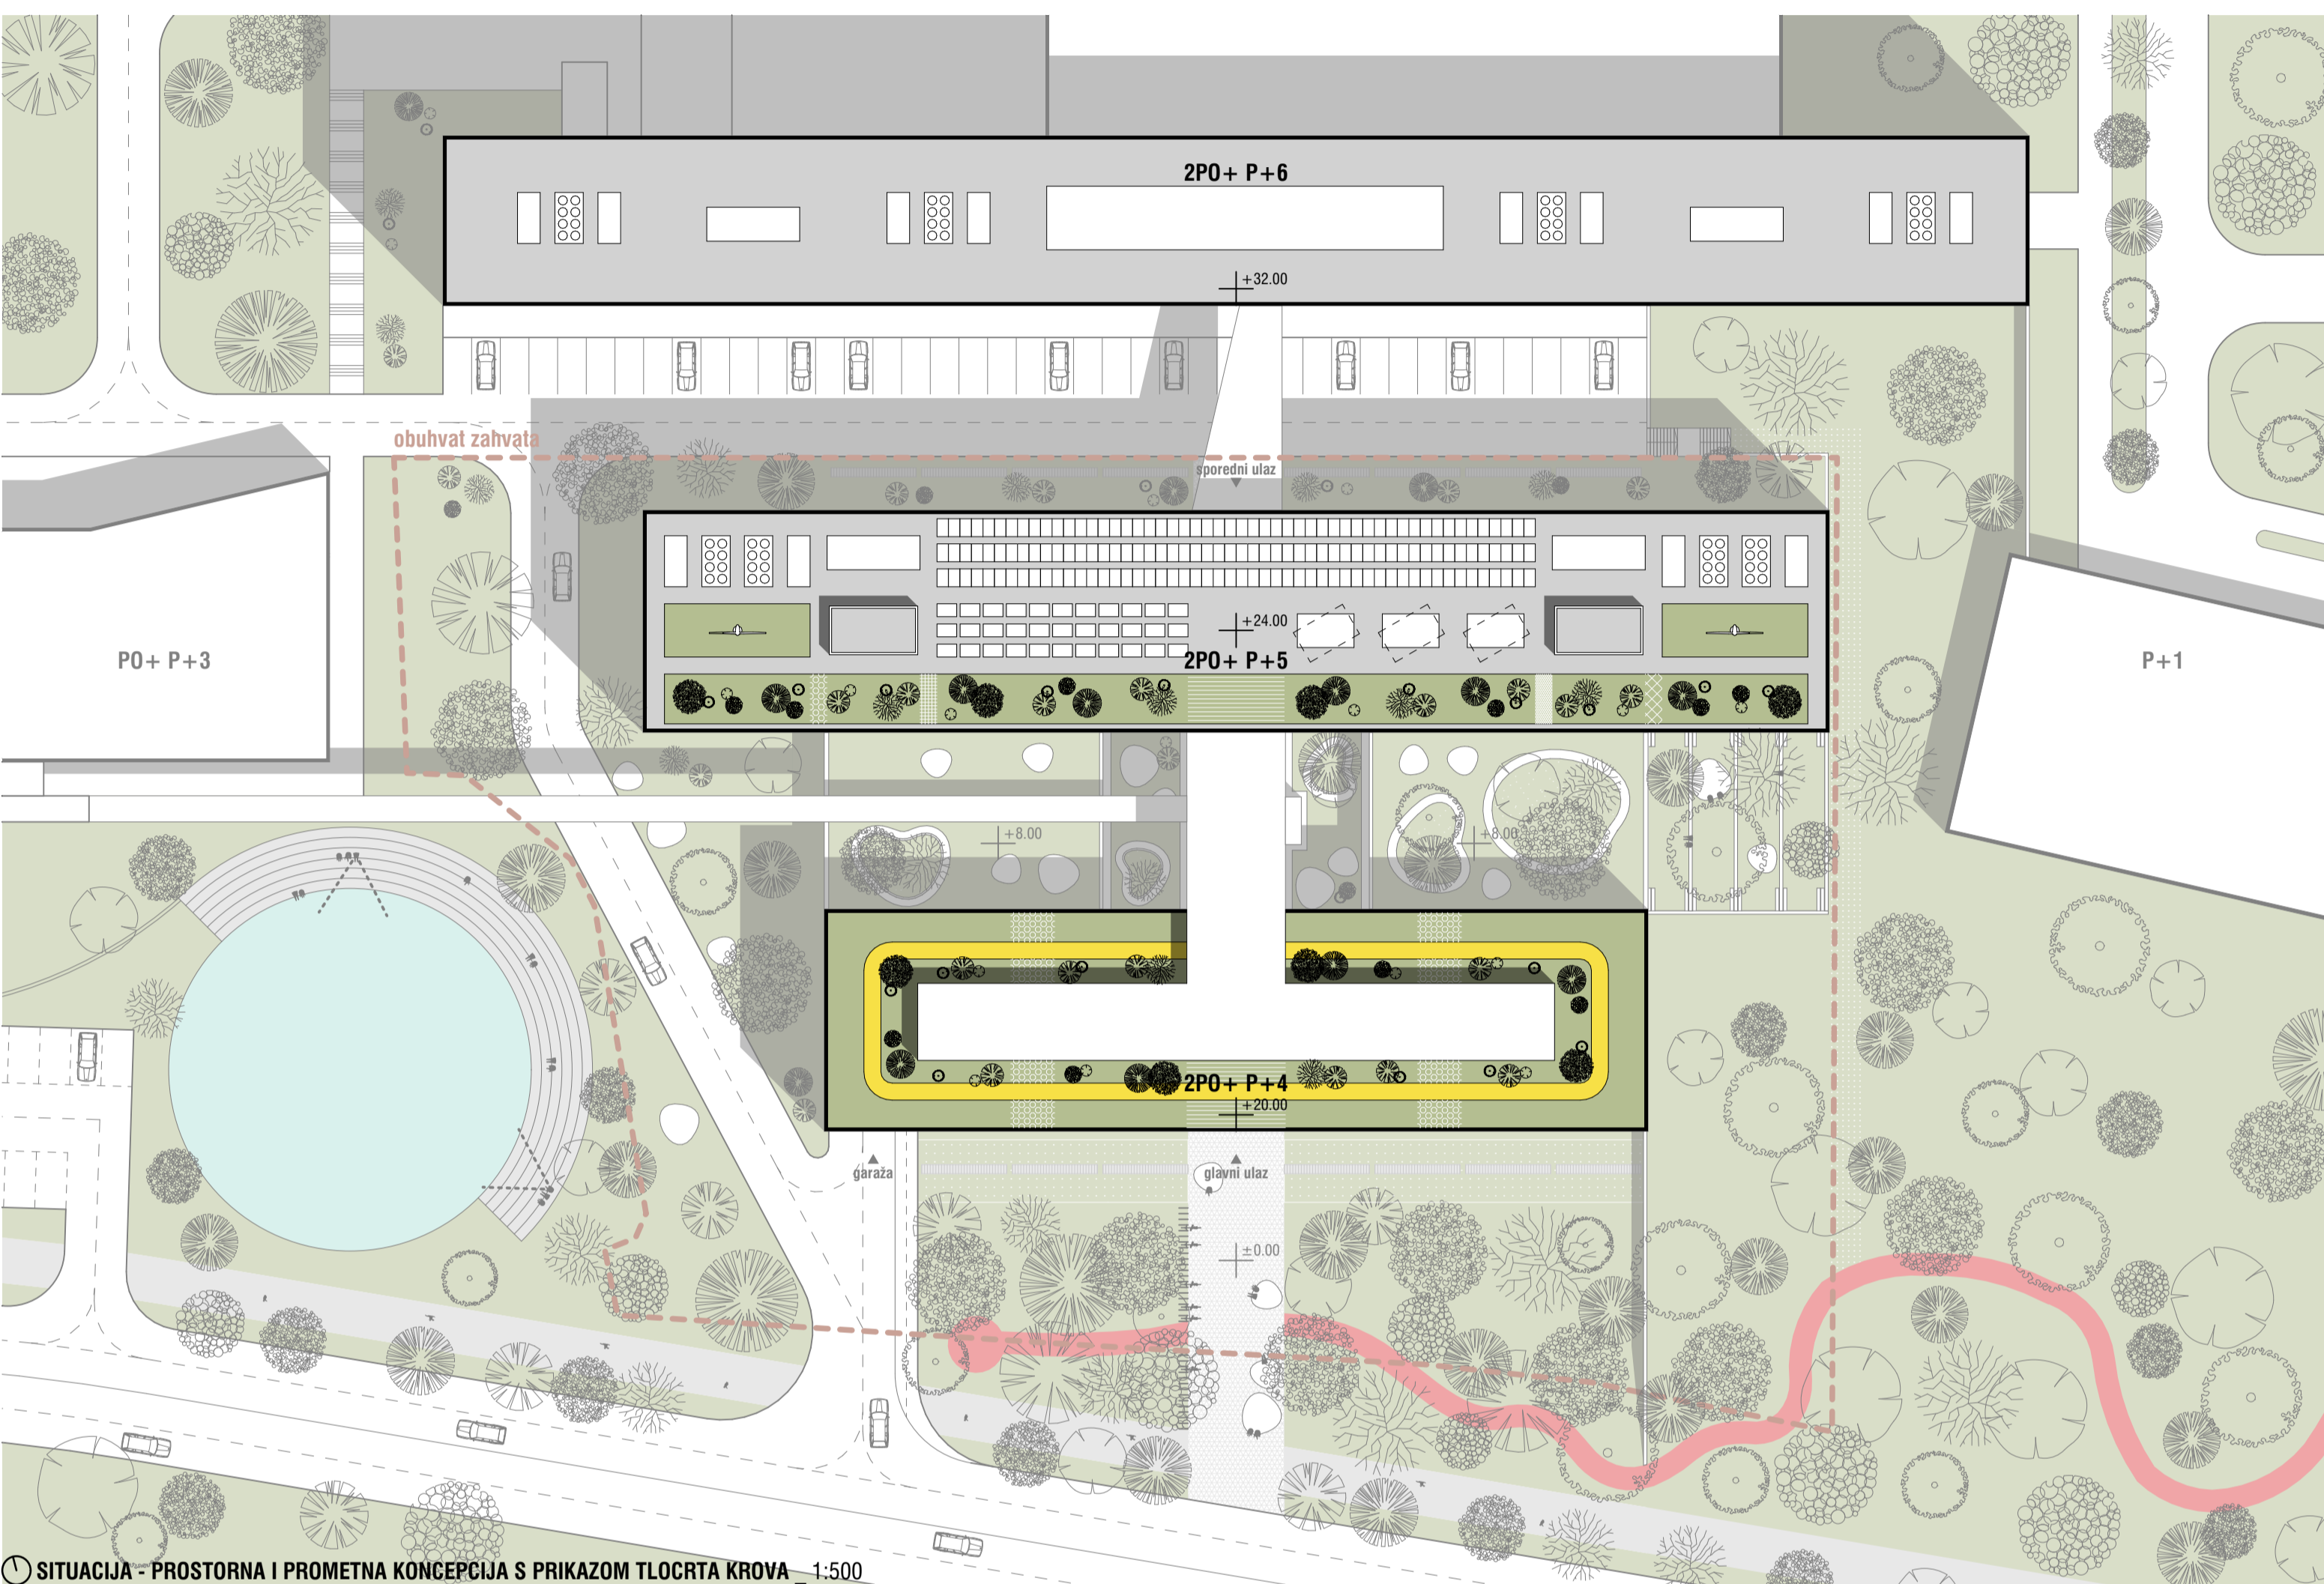 2PO+ P+6
+32.00
obuhvat zahvata
sporedni ulaz
+24.00
2PO+ P+5
PO+ P+3
P+1
+8.00
+8.00
2PO+ P+4
+20.00
garaža
glavni ulaz
±0.00
SITUACIJA - PROSTORNA I PROMETNA KONCEPCIJA S PRIKAZOM TLOCRTA KROVA _ 1:500